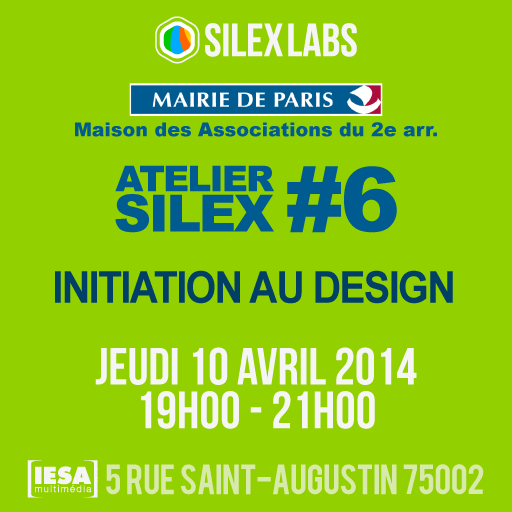 SILEX LABS
MAIRIE DE PARIS
Maison des Associations du 2e arr.
ATELIER
SILEX #6
INITIATION AU DESIGN
JEUDI 10 AVRIL 2014
19H00 - 21H00
IESA
multimédia
5 RUE SAINT-AUGUSTIN 75002